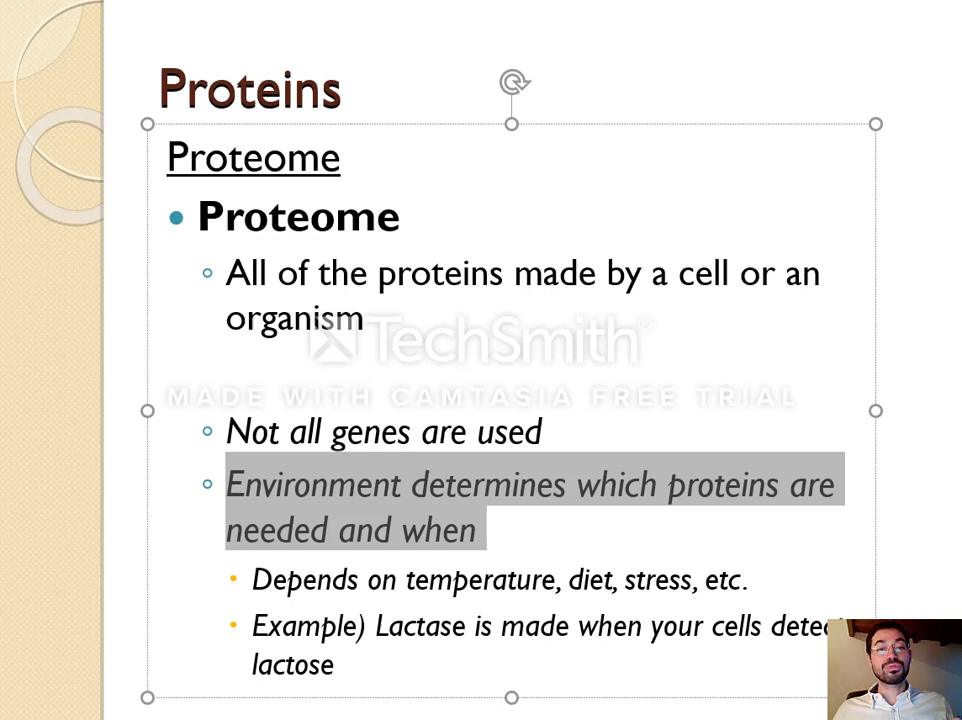 Proteins
Proteome
• Proteome
◦ All of the proteins made by a cell or an
organism
TechSmith®
MADE WITH CAMTASIA FREE TRIAL
◦ Not all genes are used
◦ Environment determines which proteins are
needed and when
▪ Depends on temperature, diet, stress, etc.
▪ Example) Lactase is made when your cells detect
lactose